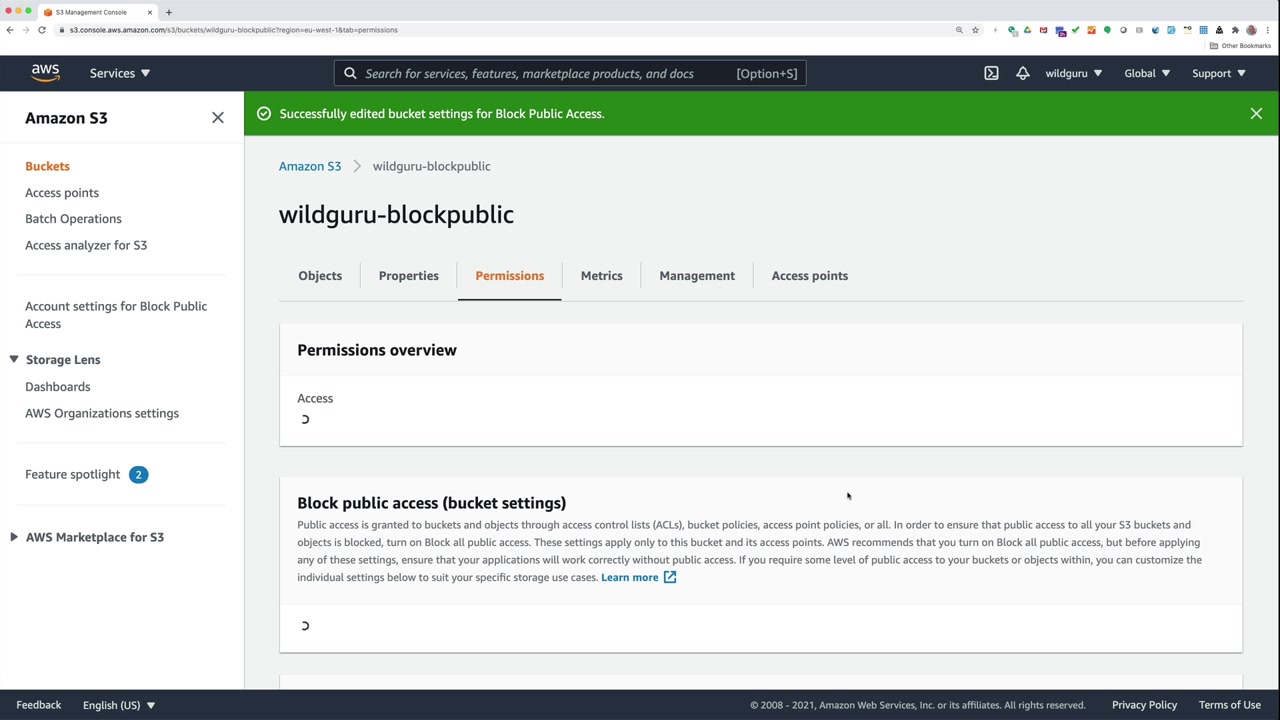 S3 Management Console
s3.console.aws.amazon.com/s3/buckets/wildguru-blockpublic?region=eu-west-1&tab=permissions
Other Bookmarks
aws
Services
Search for services, features, marketplace products, and docs
[Option+S]
wildguru
Global
Support
Amazon S3
Buckets
Access points
Batch Operations
Access analyzer for S3
Account settings for Block Public
Access
Storage Lens
Dashboards
AWS Organizations settings
Feature spotlight 2
AWS Marketplace for S3
Successfully edited bucket settings for Block Public Access.
Amazon S3
wildguru-blockpublic
wildguru-blockpublic
Objects
Properties
Permissions
Metrics
Management
Access points
Permissions overview
Access
Block public access (bucket settings)
Public access is granted to buckets and objects through access control lists (ACLs), bucket policies, access point policies, or all. In order to ensure that public access to all your S3 buckets and
objects is blocked, turn on Block all public access. These settings apply only to this bucket and its access points. AWS recommends that you turn on Block all public access, but before applying
any of these settings, ensure that your applications will work correctly without public access. If you require some level of public access to your buckets or objects within, you can customize the
individual settings below to suit your specific storage use cases. Learn more
Feedback
English (US)
© 2008 - 2021, Amazon Web Services, Inc. or its affiliates. All rights reserved.
Privacy Policy
Terms of Use